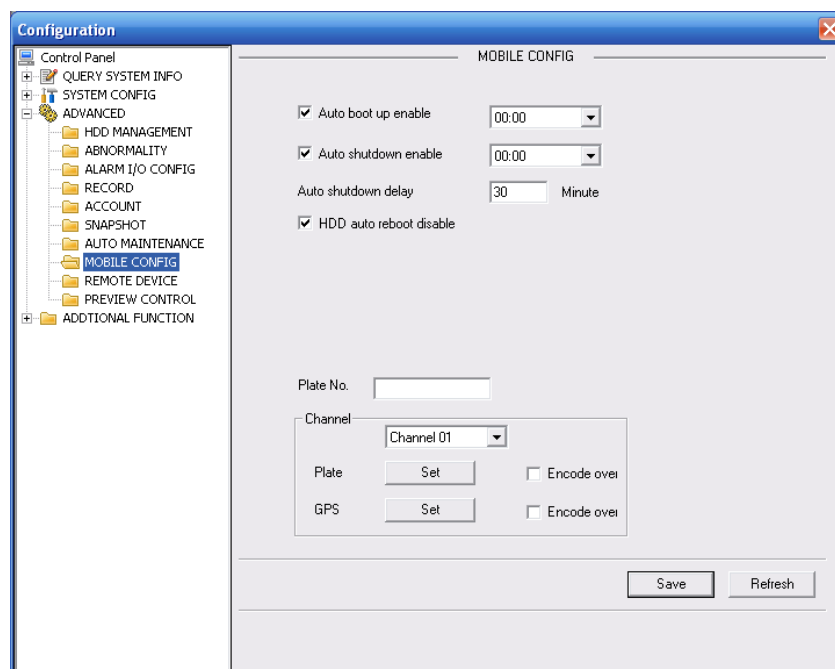 Configuration
Control Panel
QUERY SYSTEM INFO
SYSTEM CONFIG
ADVANCED
HDD MANAGEMENT
ABNORMALITY
ALARM I/O CONFIG
RECORD
ACCOUNT
SNAPSHOT
AUTO MAINTENANCE
MOBILE CONFIG
REMOTE DEVICE
PREVIEW CONTROL
ADDTIONAL FUNCTION
MOBILE CONFIG
Auto boot up enable 00:00
Auto shutdown enable 00:00
Auto shutdown delay 30 Minute
HDD auto reboot disable
Plate No.
Channel
Channel 01
Plate Set Encode over
GPS Set Encode over
Save Refresh